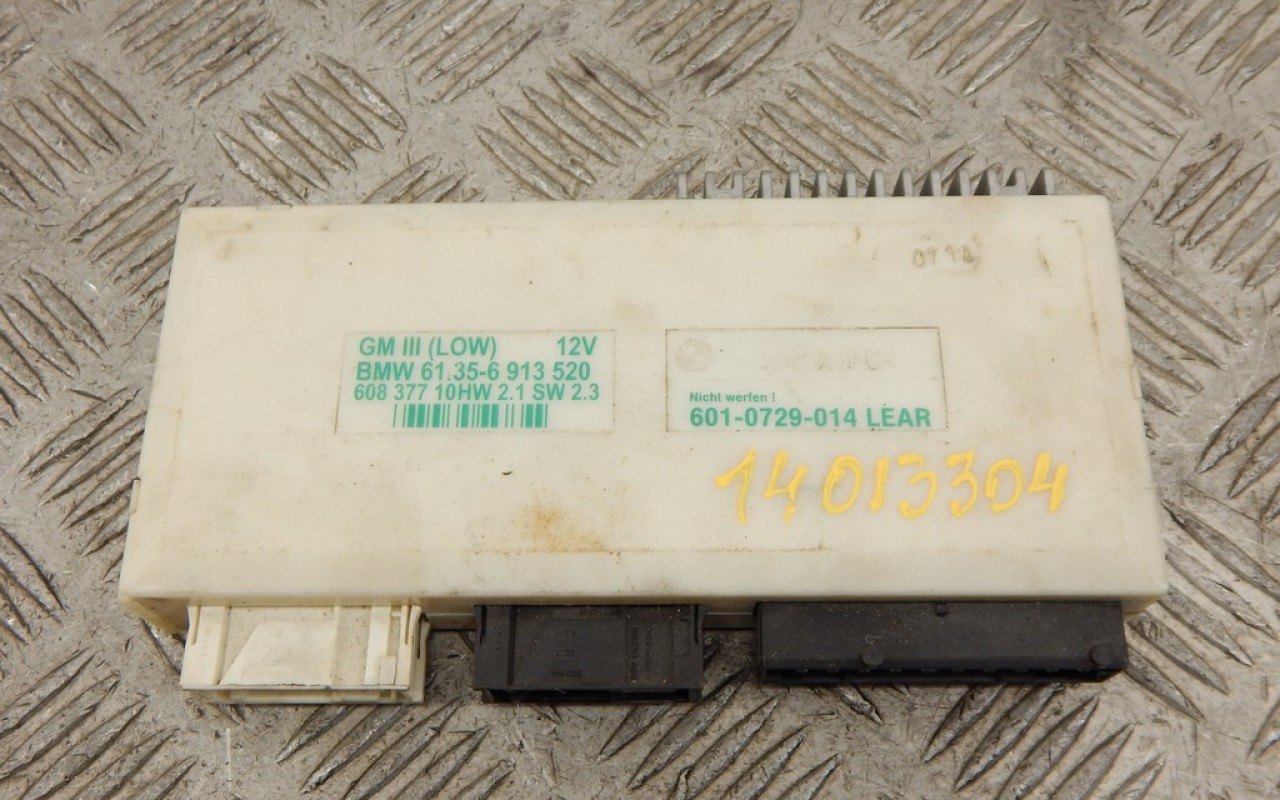 GM III (LOW) 12V
BMW 61.35-6 913 520
608 377 10HW 2.1 SW 2.3
Nicht werfen !
601-0729-014 LEAR
14013304